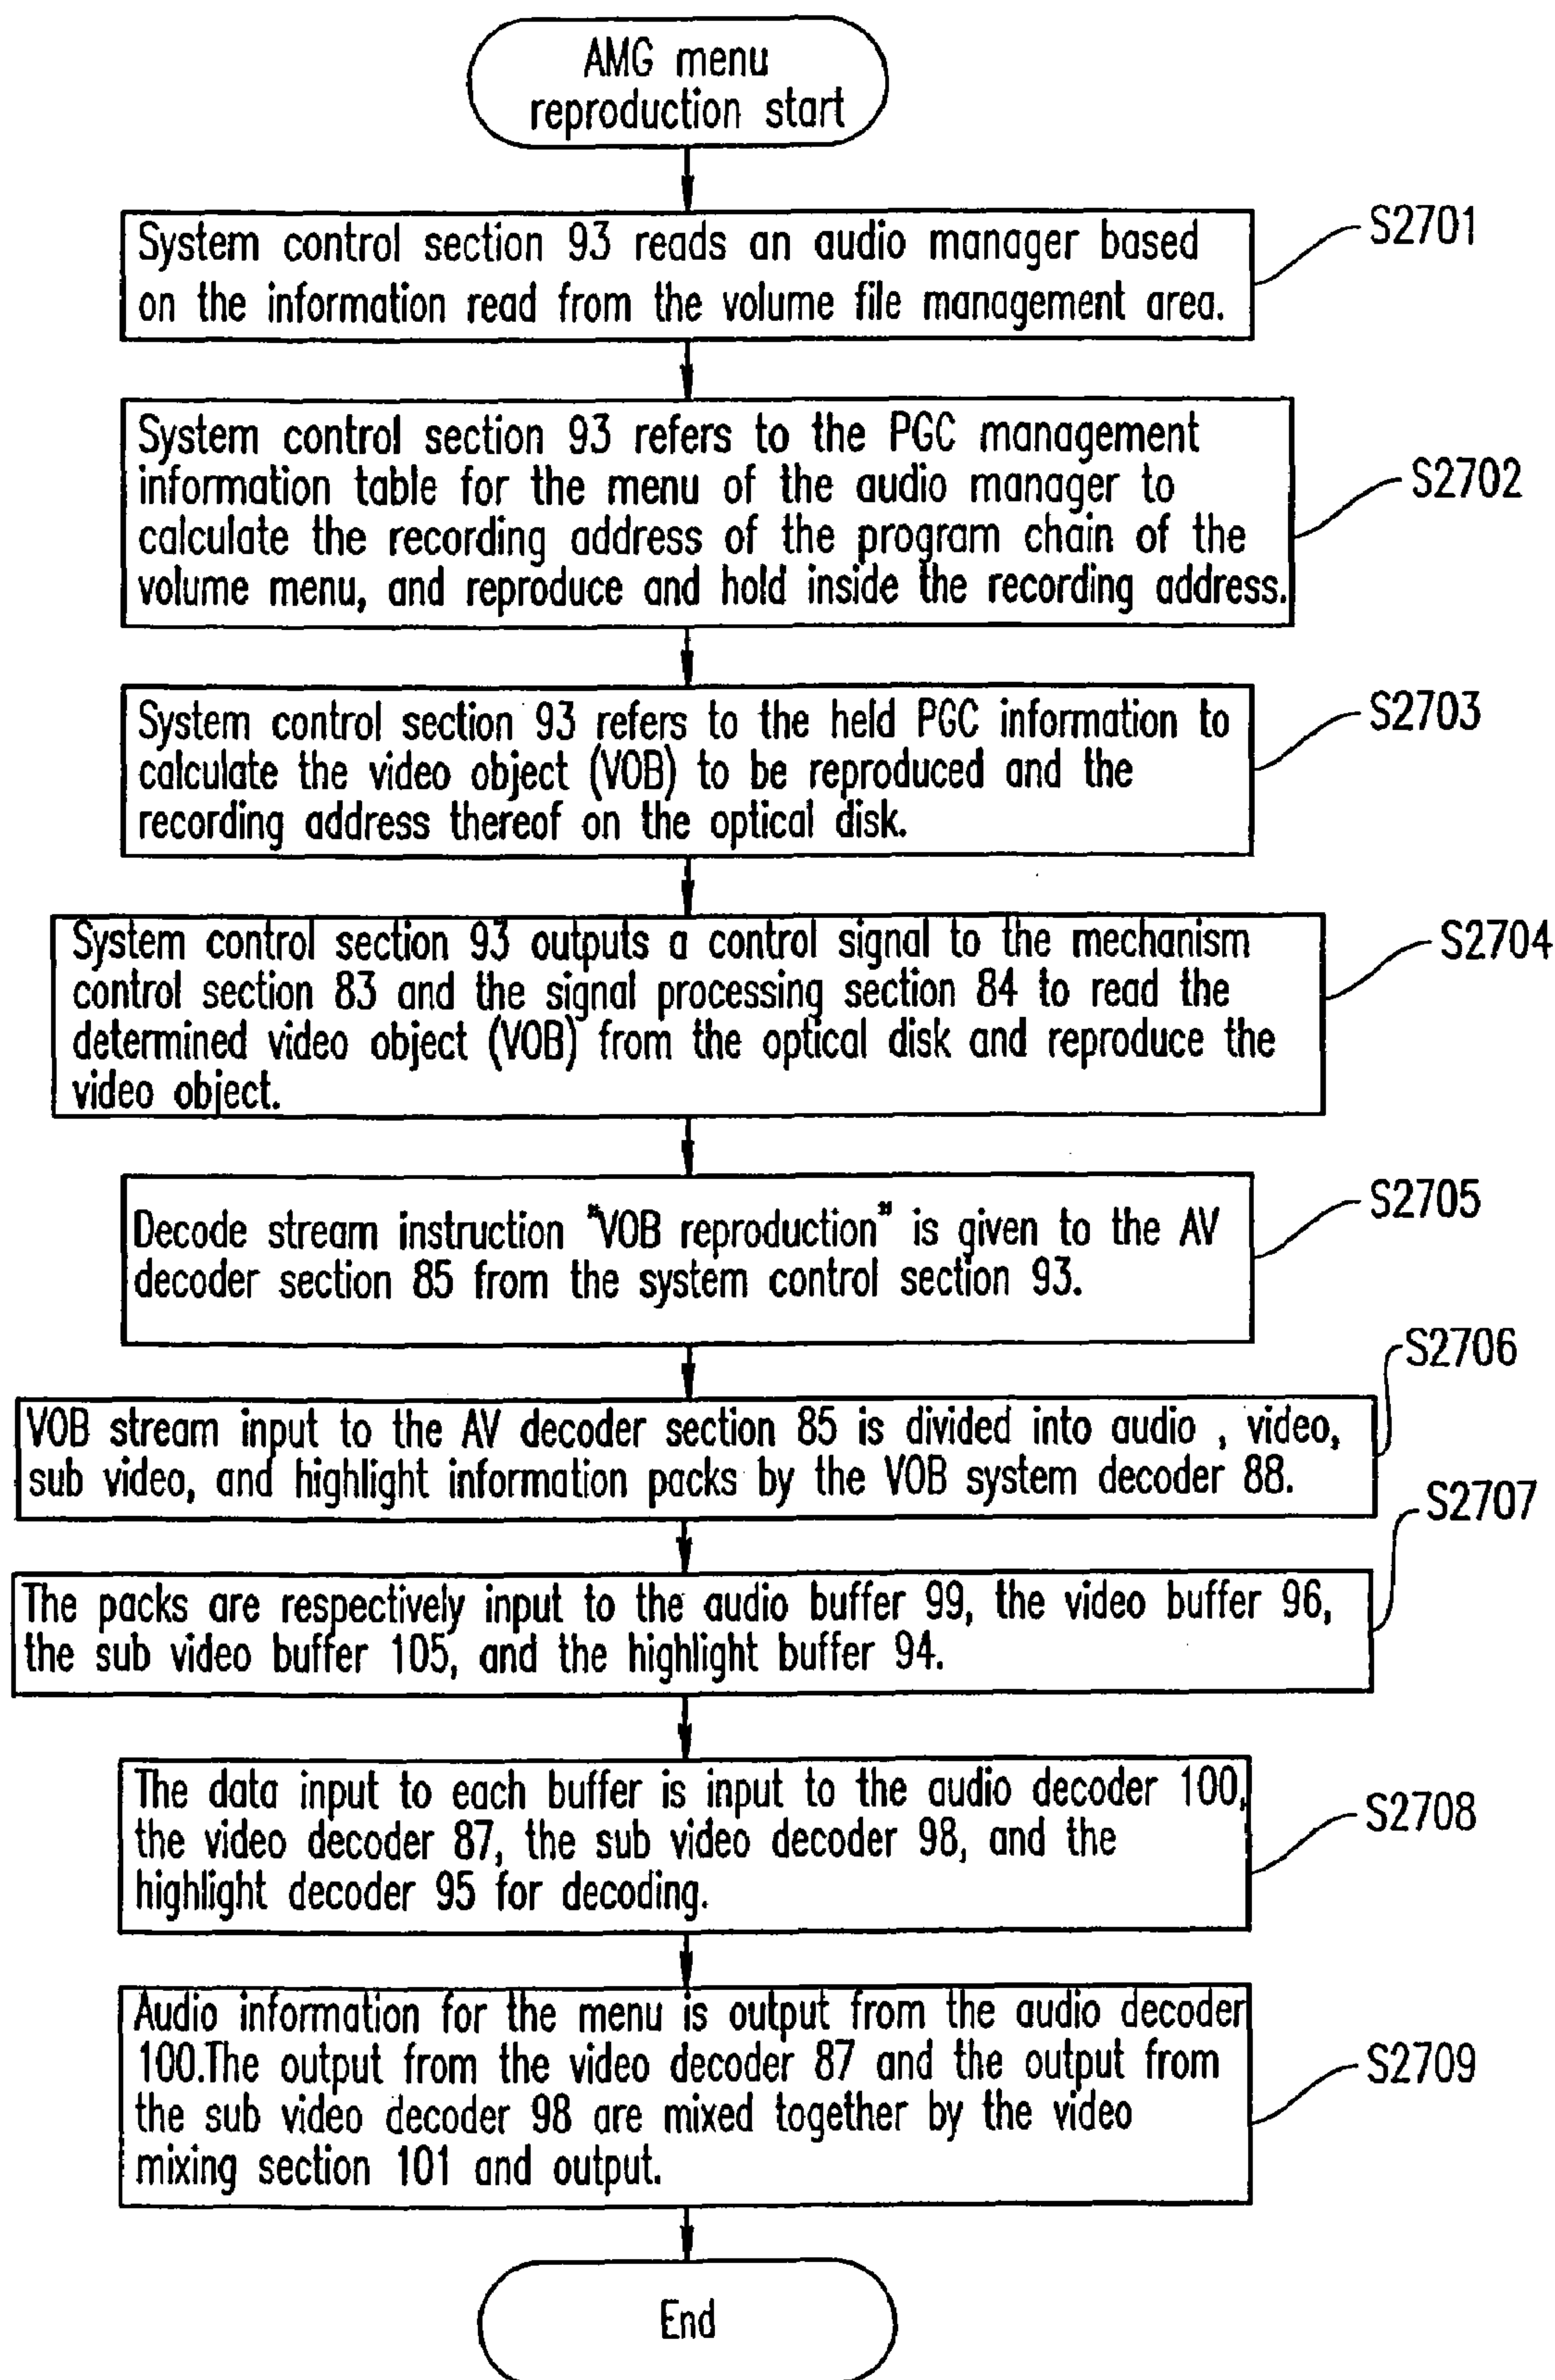 AMG menu
reproduction start
System control section 93 reads an audio manager based
on the information read from the volume file management area.
S2701
System control section 93 refers to the PGC management
information table for the menu of the audio manager to
calculate the recording address of the program chain of the
volume menu, and reproduce and hold inside the recording address.
S2702
System control section 93 refers to the held PGC information to
calculate the video object (VOB) to be reproduced and the
recording address thereof on the optical disk.
S2703
System control section 93 outputs a control signal to the mechanism
control section 83 and the signal processing section 84 to read the
determined video object (VOB) from the optical disk and reproduce the
video object.
S2704
Decode stream instruction "VOB reproduction" is given to the AV
decoder section 85 from the system control section 93.
S2705
VOB stream input to the AV decoder section 85 is divided into audio , video,
sub video, and highlight information packs by the VOB system decoder 88.
S2706
The packs are respectively input to the audio buffer 99, the video buffer 96,
the sub video buffer 105, and the highlight buffer 94.
S2707
The data input to each buffer is input to the audio decoder 100,
the video decoder 87, the sub video decoder 98, and the
highlight decoder 95 for decoding.
S2708
Audio information for the menu is output from the audio decoder
100.The output from the video decoder 87 and the output from
the sub video decoder 98 are mixed together by the video
mixing section 101 and output.
S2709
End